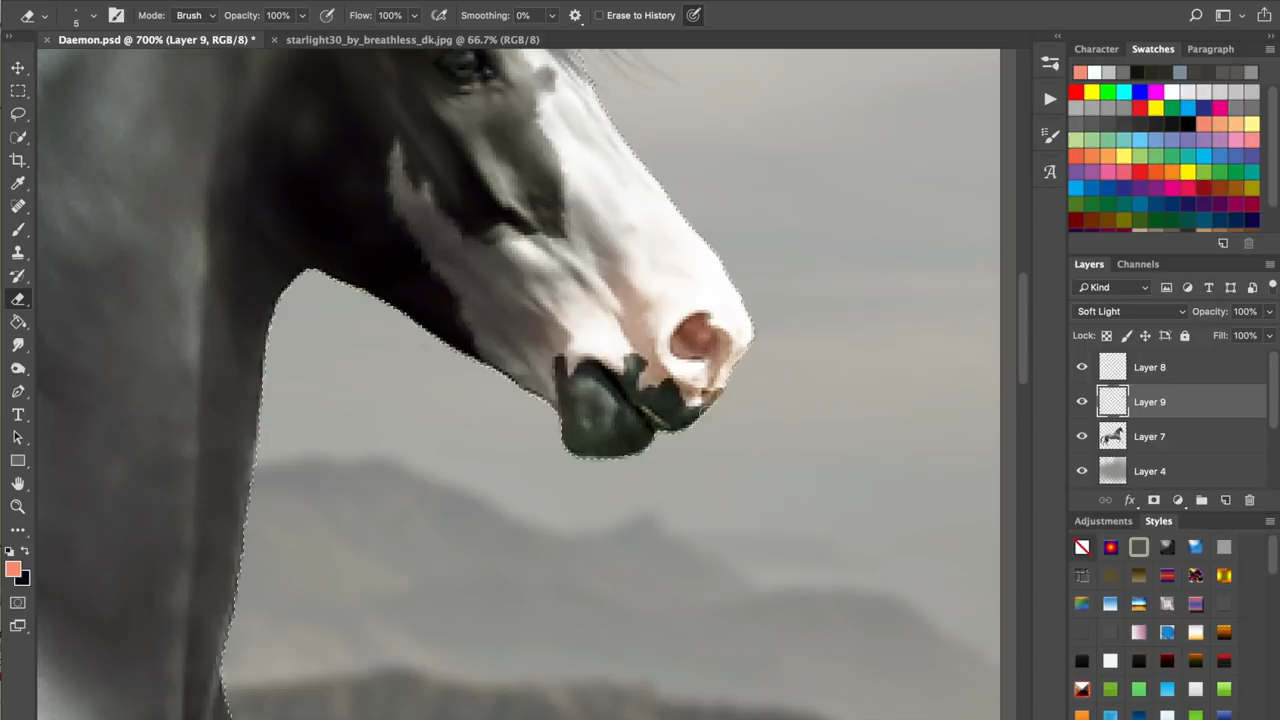 Mode: Brush Opacity: 100% Flow: 100% Smoothing: 0% Erase to History
5
Daemon.psd @ 700% (Layer 9, RGB/8) * starlight30_by_breathless_dk.jpg @ 66.7% (RGB/8)
Character Swatches Paragraph
Layers Channels
Kind
Soft Light Opacity: 100%
Lock: Fill: 100%
Layer 8
Layer 9
Layer 7
Layer 4
fx
Adjustments Styles